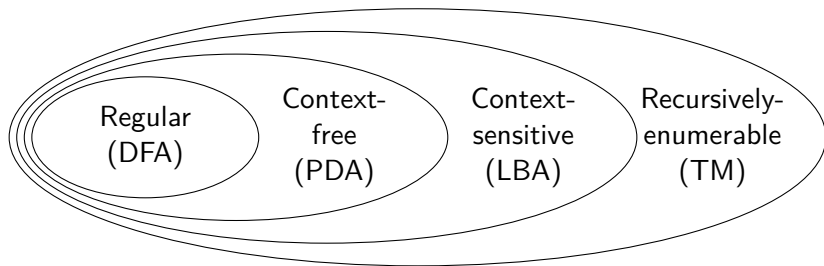 Regular
(DFA)
Context-
free
(PDA)
Context-
sensitive
(LBA)
Recursively-
enumerable
(TM)